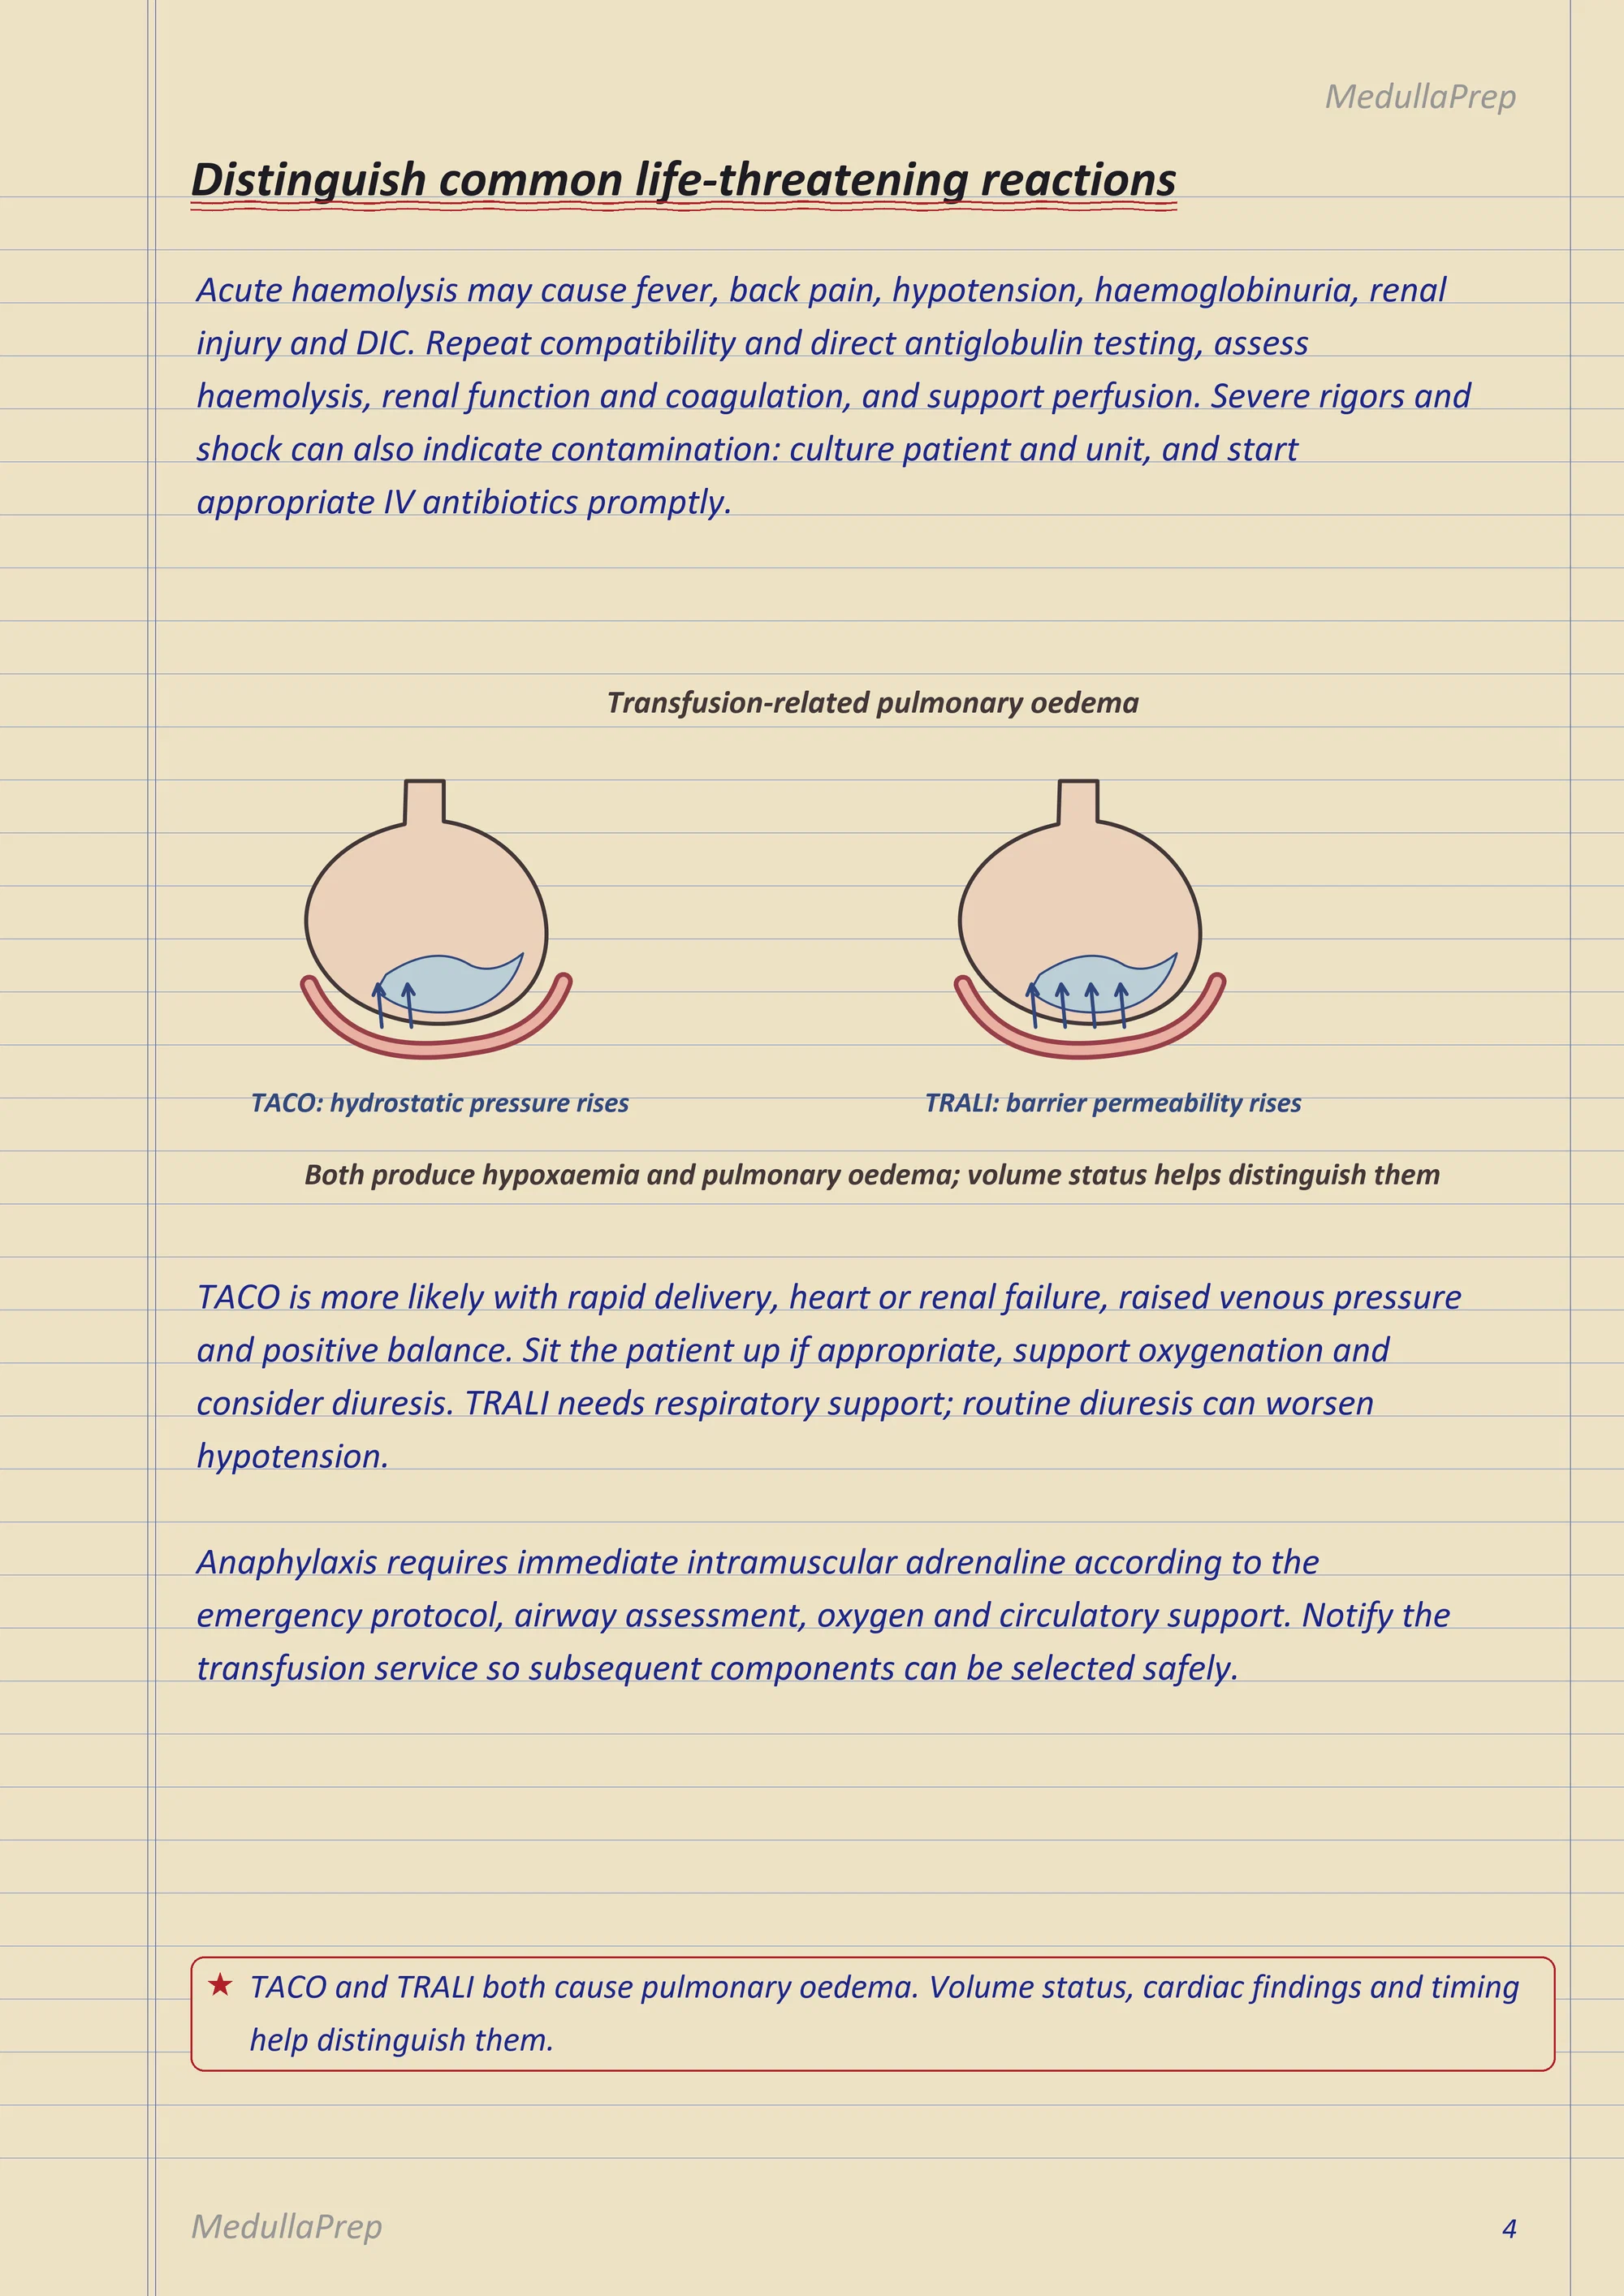 MedullaPrep
Distinguish common life-threatening reactions
Acute haemolysis may cause fever, back pain, hypotension, haemoglobinuria, renal
injury and DIC. Repeat compatibility and direct antiglobulin testing, assess
haemolysis, renal function and coagulation, and support perfusion. Severe rigors and
shock can also indicate contamination: culture patient and unit, and start
appropriate IV antibiotics promptly.
Transfusion-related pulmonary oedema
TACO: hydrostatic pressure rises
TRALI: barrier permeability rises
Both produce hypoxaemia and pulmonary oedema; volume status helps distinguish them
TACO is more likely with rapid delivery, heart or renal failure, raised venous pressure
and positive balance. Sit the patient up if appropriate, support oxygenation and
consider diuresis. TRALI needs respiratory support; routine diuresis can worsen
hypotension.
Anaphylaxis requires immediate intramuscular adrenaline according to the
emergency protocol, airway assessment, oxygen and circulatory support. Notify the
transfusion service so subsequent components can be selected safely.
★ TACO and TRALI both cause pulmonary oedema. Volume status, cardiac findings and timing
help distinguish them.
MedullaPrep
4